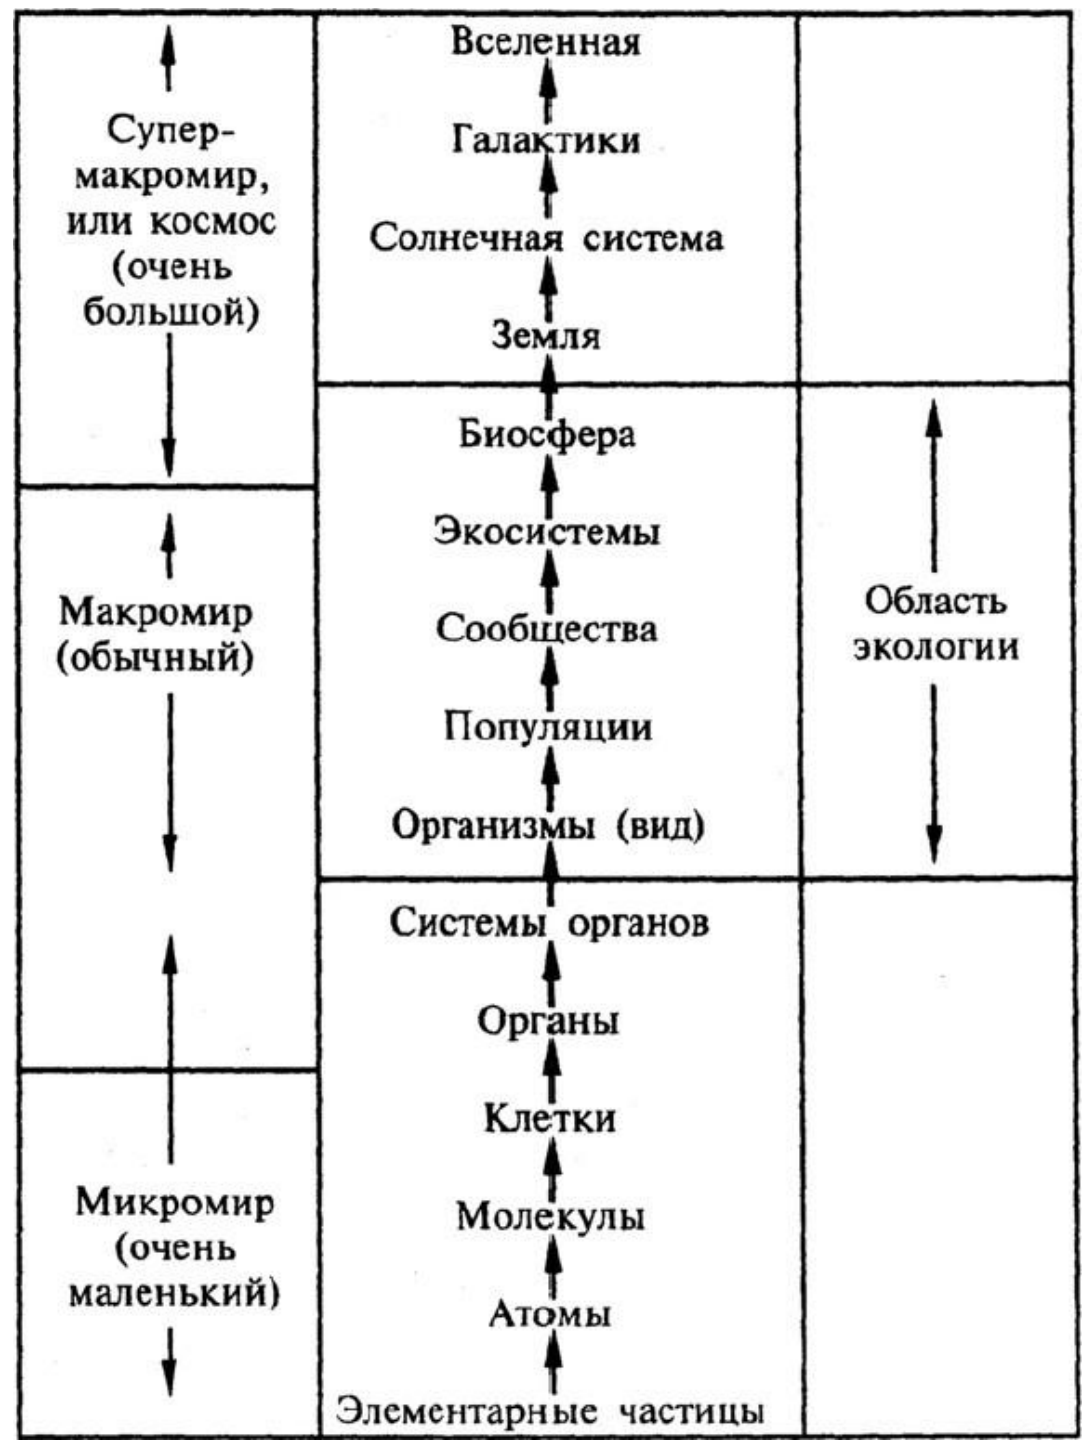 Супер-
макромир,
или космос
(очень
большой)
Макромир
(обычный)
Микромир
(очень
маленький)
Вселенная
Галактики
Солнечная система
Земля
Биосфера
Экосистемы
Сообщества
Популяции
Организмы (вид)
Системы органов
Органы
Клетки
Молекулы
Атомы
Элементарные частицы
Область
экологии